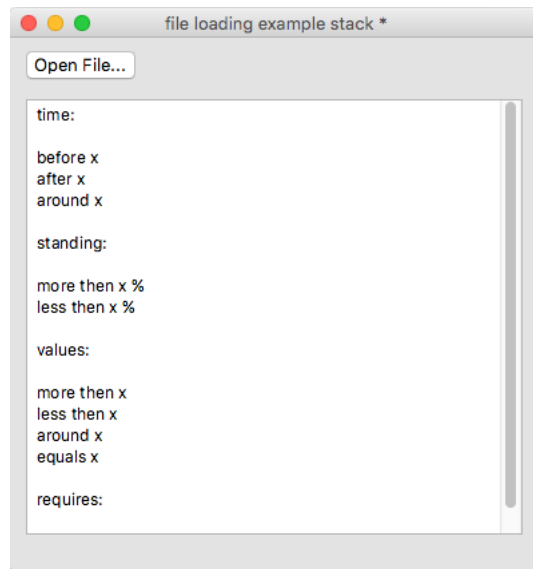 file loading example stack *
Open File...
time:
before x
after x
around x
standing:
more then x %
less then x %
values:
more then x
less then x
around x
equals x
requires: